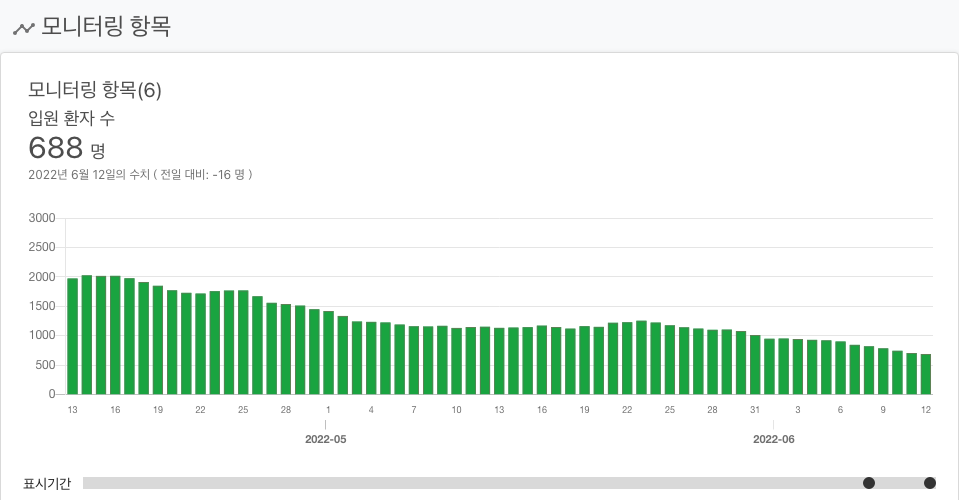 모니터링 항목
모니터링 항목(6)
입원 환자 수
688 명
2022년 6월 12일의 수치 ( 전일 대비: -16 명 )
3000
2500
2000
1500
1000
500
0
13 16 19 22 25 28 1 4 7 10 13 16 19 22 25 28 31 3 6 9 12
2022-05 2022-06
표시기간